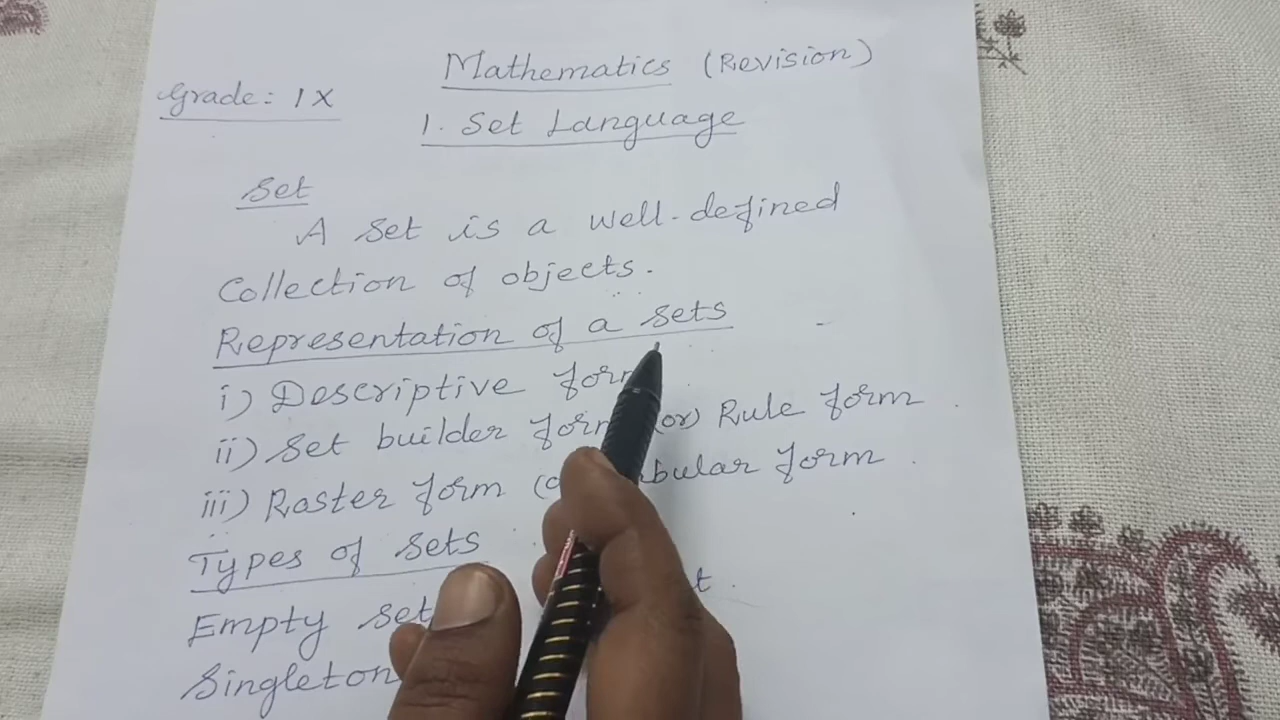 Mathematics (Revision)
Grade: IX
1. Set Language
Set
A set is a well-defined
Collection of objects.
Representation of a sets
i) Descriptive
ii) Set builder (or) Rule form
iii) Roster form form
Types of sets
Empty set
Singleton